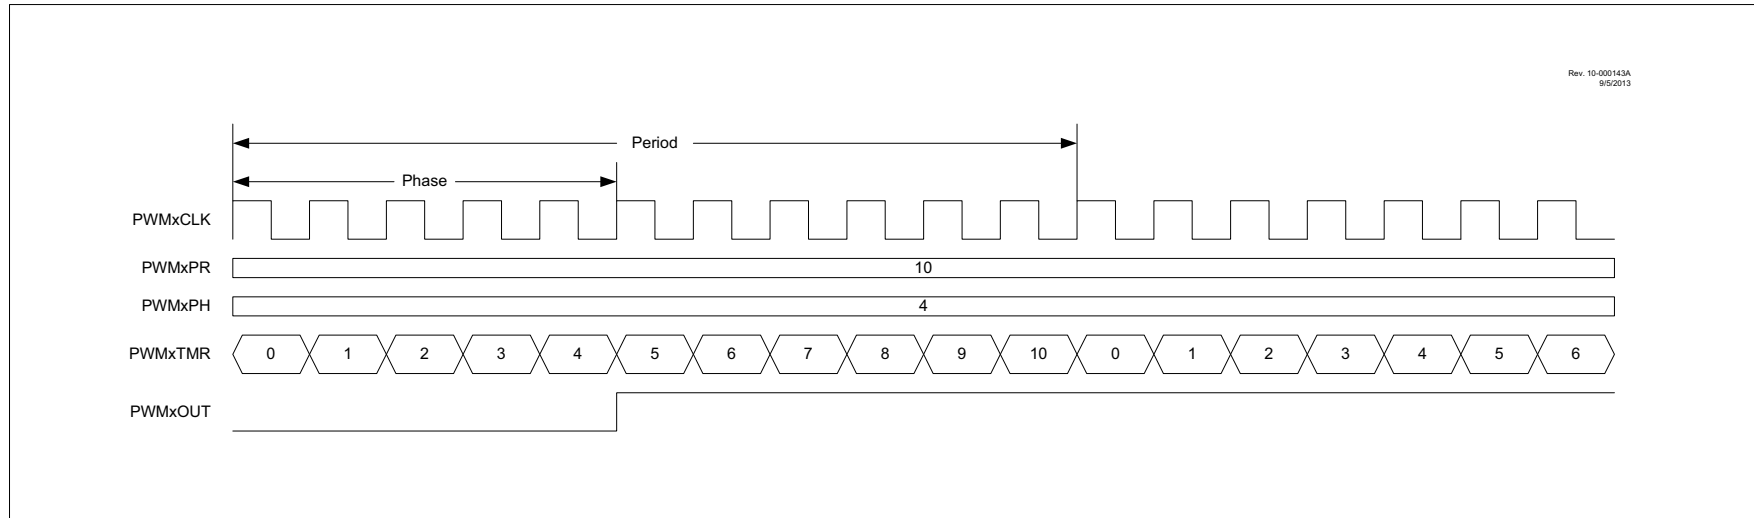 Rev. 10-000143A
9/5/2013
Period
Phase
PWMxCLK
PWMxPR 10
PWMxPH 4
PWMxTMR 0 1 2 3 4 5 6 7 8 9 10 0 1 2 3 4 5 6
PWMxOUT